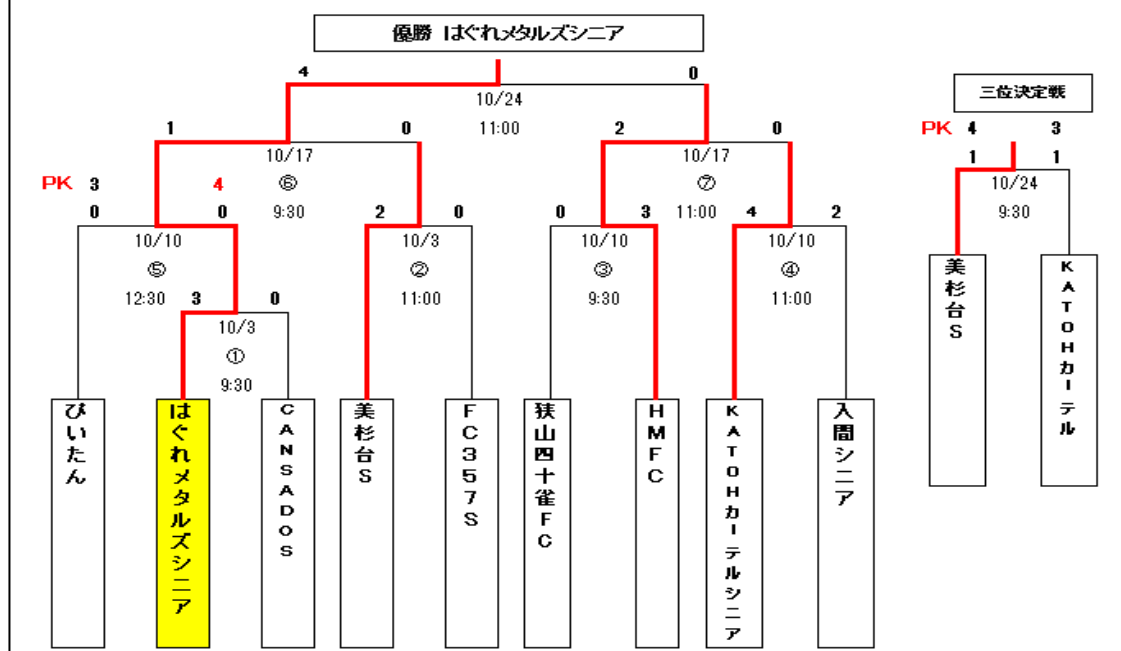 優勝 はぐれメタルズシニア
4
0
10/24
11:00
三位決定戦
PK 4 3
1 1
10/24
9:30
1
0
2
0
10/17
⑥
9:30
10/17
⑦
11:00
PK 3
4
0
0
2
0
0
3
4
2
10/10
⑤
12:30
10/3
②
11:00
10/10
③
9:30
10/10
④
11:00
3
0
10/3
①
9:30
ぴいたん
はぐれメタルズシニア
CANSADOS
美杉台S
FC357S
狭山四十雀FC
HMFC
KATOHカーテルシニア
入間シニア
美杉台S
KATOHカーテル